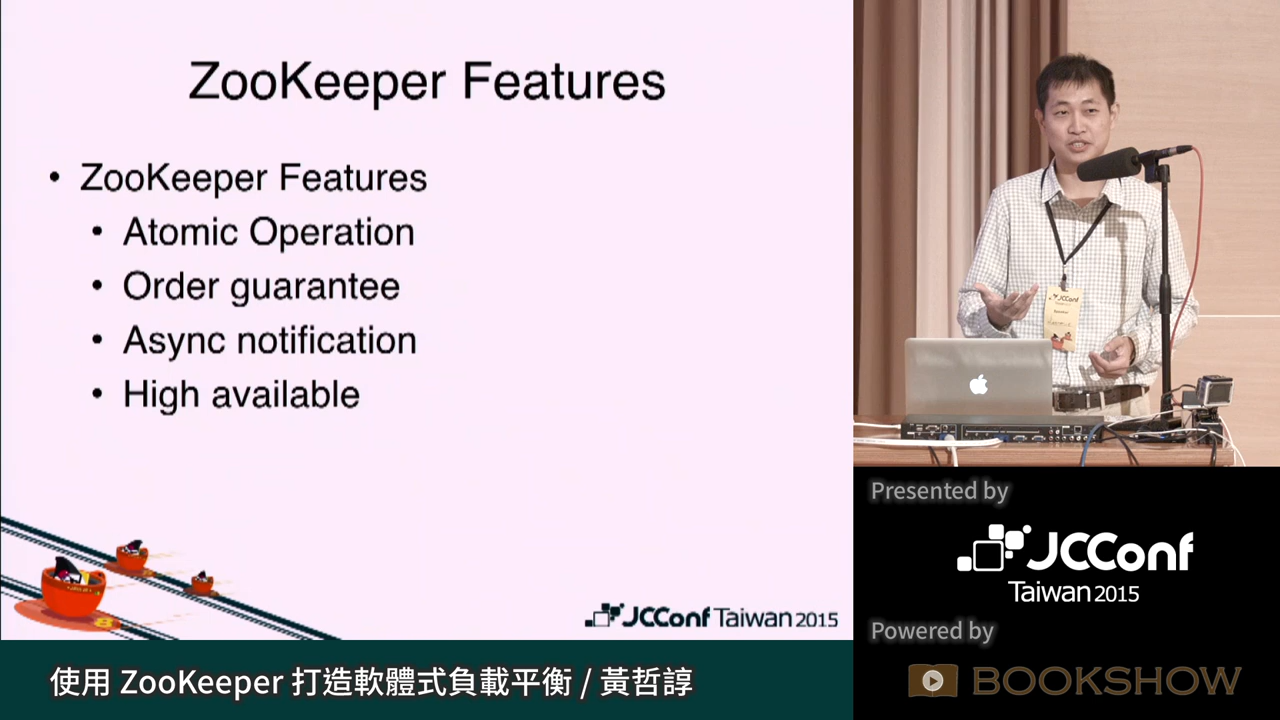 ZooKeeper Features
• ZooKeeper Features
• Atomic Operation
• Order guarantee
• Async notification
• High available
JCConf Taiwan 2015
使用 ZooKeeper 打造軟體式負載平衡 / 黃哲諄
JCConf
Presented by
JCConf
Taiwan 2015
Powered by
BOOKSHOW